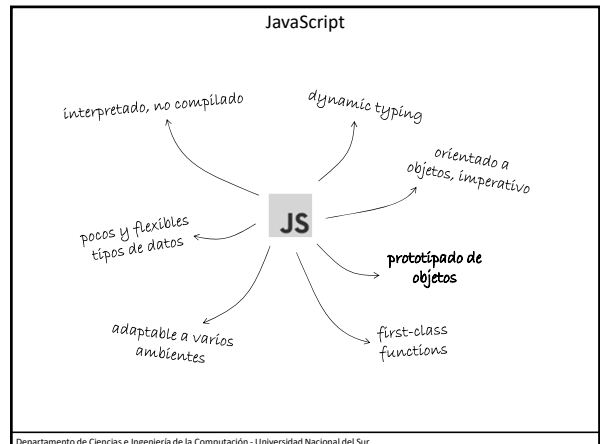 JavaScript
interpretado, no compilado
dynamic typing
orientado a
objetos, imperativo
JS
pocos y flexibles
tipos de datos
prototipado de
objetos
adaptable a varios
ambientes
first-class
functions
Departamento de Ciencias e Ingeniería de la Computación - Universidad Nacional del Sur